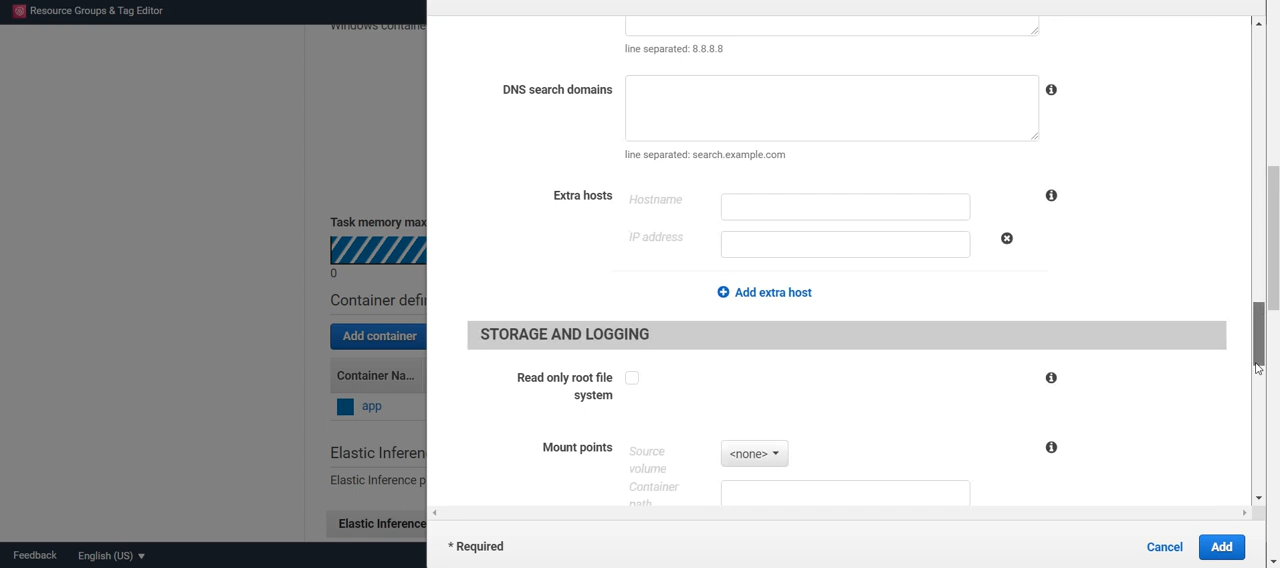 Resource Groups & Tag Editor
Windows containe
Task memory max
0
Container defi
Add container
Container Na...
app
Elastic Inferen
Elastic Inference p
Elastic Inference
line separated: 8.8.8.8
DNS search domains
line separated: search.example.com
Extra hosts
Hostname
IP address
Add extra host
STORAGE AND LOGGING
Read only root file
system
Mount points
Source
volume
<none>
Container
path
* Required
Cancel
Add
Feedback
English (US)